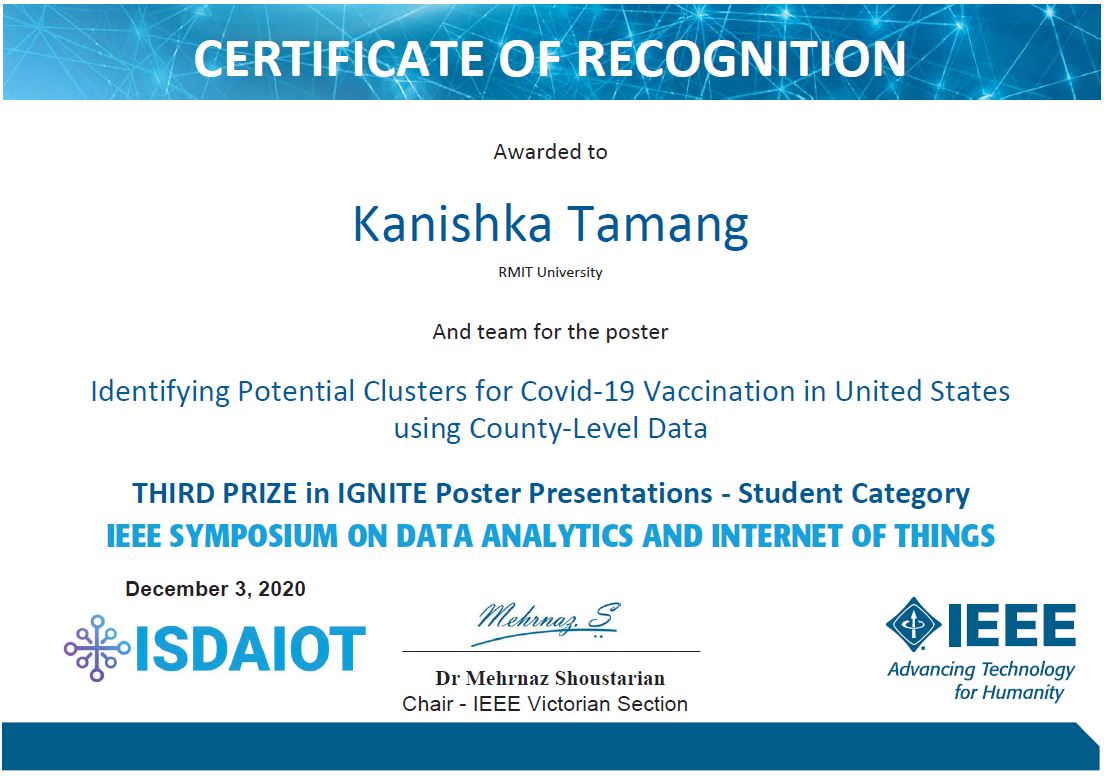 CERTIFICATE OF RECOGNITION
Awarded to
Kanishka Tamang
RMIT University
And team for the poster
Identifying Potential Clusters for Covid-19 Vaccination in United States
using County-Level Data
THIRD PRIZE in IGNITE Poster Presentations - Student Category
IEEE SYMPOSIUM ON DATA ANALYTICS AND INTERNET OF THINGS
December 3, 2020
ISDAIOT
Mehrnaz. S
Dr Mehrnaz Shoustarian
Chair - IEEE Victorian Section
IEEE
Advancing Technology
for Humanity